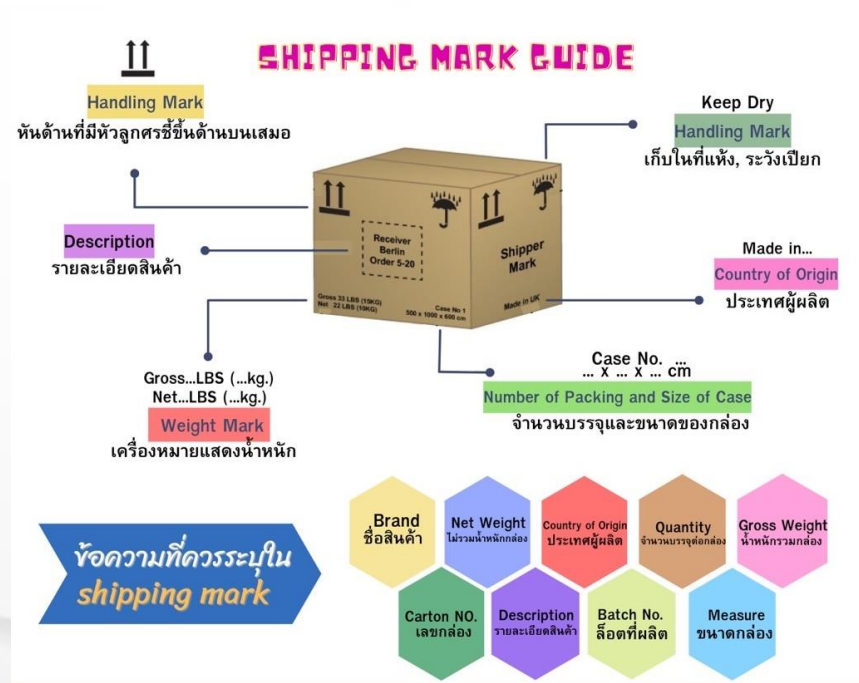 SHIPPING MARK GUIDE
Handling Mark
หันด้านที่มีหัวลูกศรชี้ขึ้นด้านบนเสมอ
Keep Dry
Handling Mark
เก็บในที่แห้ง, ระวังเปียก
Description
รายละเอียดสินค้า
Receiver
Berlin
Order 5-20
Shipper
Mark
Gross 33 LBS (15KG)
Net 22 LBS (10KG)
Case No 1
500 x 1000 x 600 cm
Made in UK
Made in...
Country of Origin
ประเทศผู้ผลิต
Gross...LBS (...kg.)
Net...LBS (...kg.)
Weight Mark
เครื่องหมายแสดงน้ำหนัก
Case No. ...
... x ... x ... cm
Number of Packing and Size of Case
จำนวนบรรจุและขนาดของกล่อง
ข้อความที่ควรระบุใน
shipping mark
Brand
ชื่อสินค้า
Net Weight
ไม่รวมน้ำหนักกล่อง
Country of Origin
ประเทศผู้ผลิต
Quantity
จำนวนบรรจุต่อกล่อง
Gross Weight
น้ำหนักรวมกล่อง
Carton NO.
เลขกล่อง
Description
รายละเอียดสินค้า
Batch No.
ล็อตที่ผลิต
Measure
ขนาดกล่อง